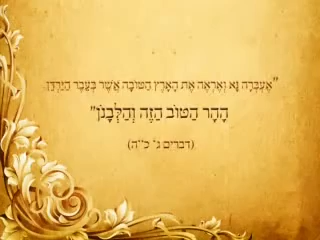 "אֶעְבְּרָה נָּא וְאֶרְאֶה אֶת הָאָרֶץ הַטּוֹבָה אֲשֶׁר בְּעֵבֶר הַיַּרְדֵּן
הָהָר הַטּוֹב הַזֶּה וְהַלְּבָנֹן"
(דברים ג' כ"ה)